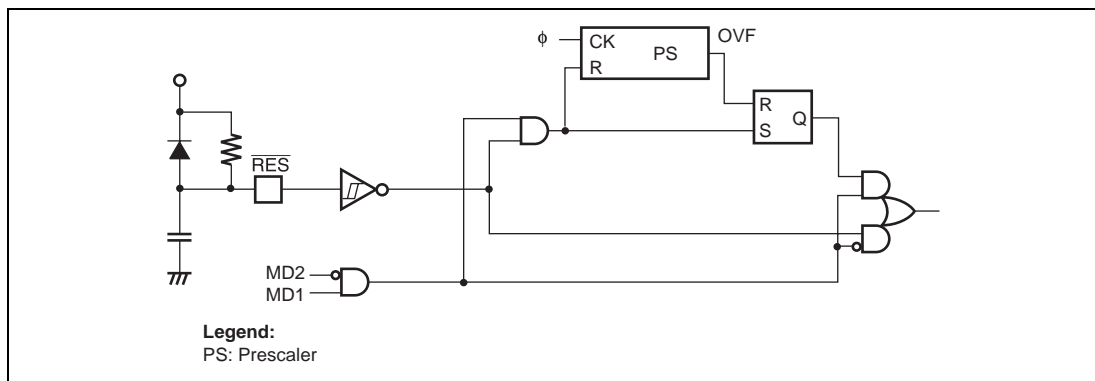 φ
CK
PS
OVF
R
R
Q
S
RES
MD2
MD1
Legend:
PS: Prescaler